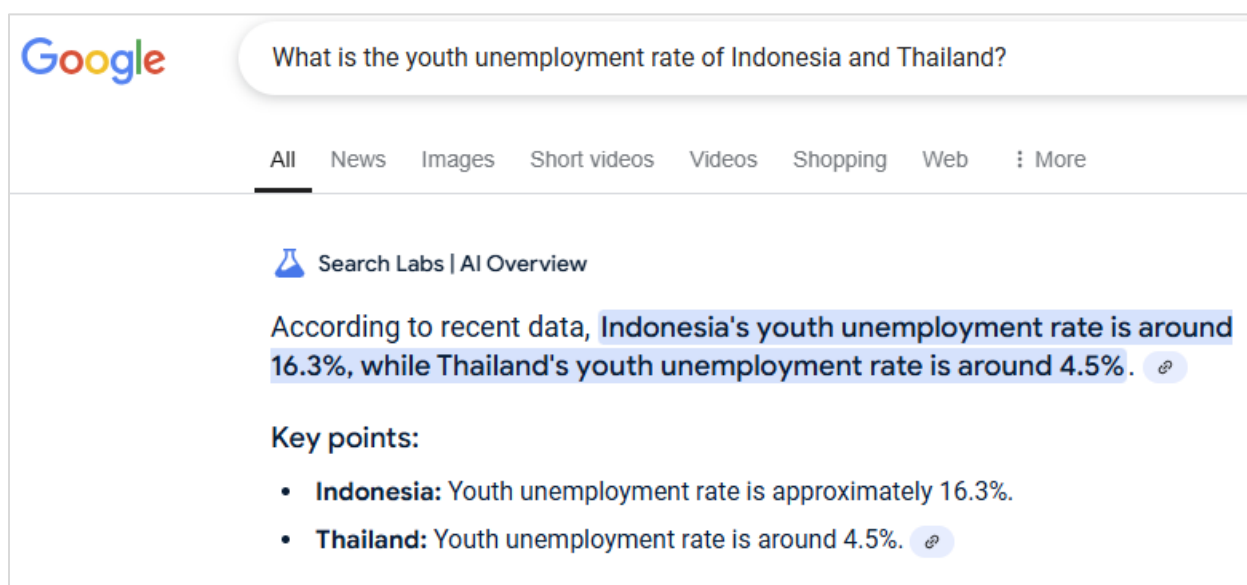 Google
What is the youth unemployment rate of Indonesia and Thailand?
All News Images Short videos Videos Shopping Web More
Search Labs | AI Overview
According to recent data, Indonesia's youth unemployment rate is around
16.3%, while Thailand's youth unemployment rate is around 4.5%.
Key points:
• Indonesia: Youth unemployment rate is approximately 16.3%.
• Thailand: Youth unemployment rate is around 4.5%.